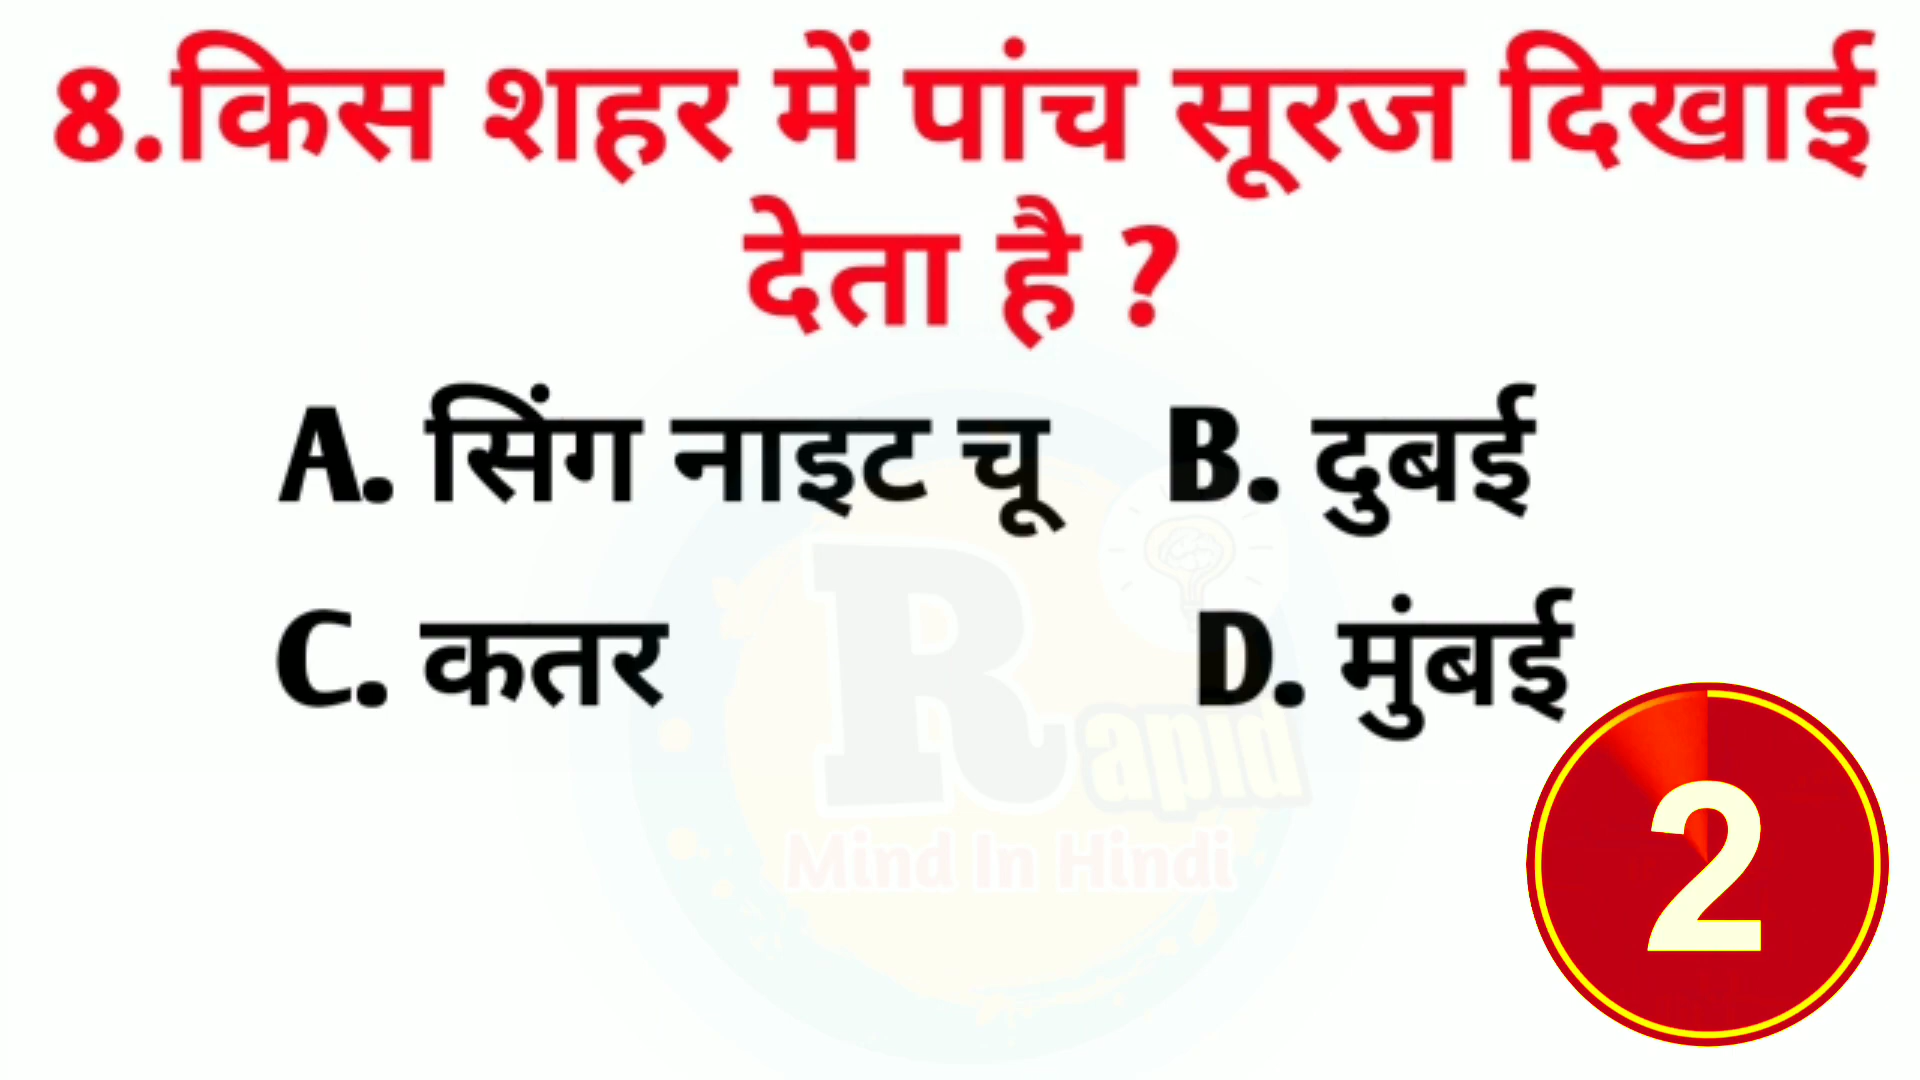 8.किस शहर में पांच सूरज दिखाई
देता है ?
A. सिंग नाइट चू B. दुबई
C. कतर D. मुंबई
Rapid
Mind In Hindi
2